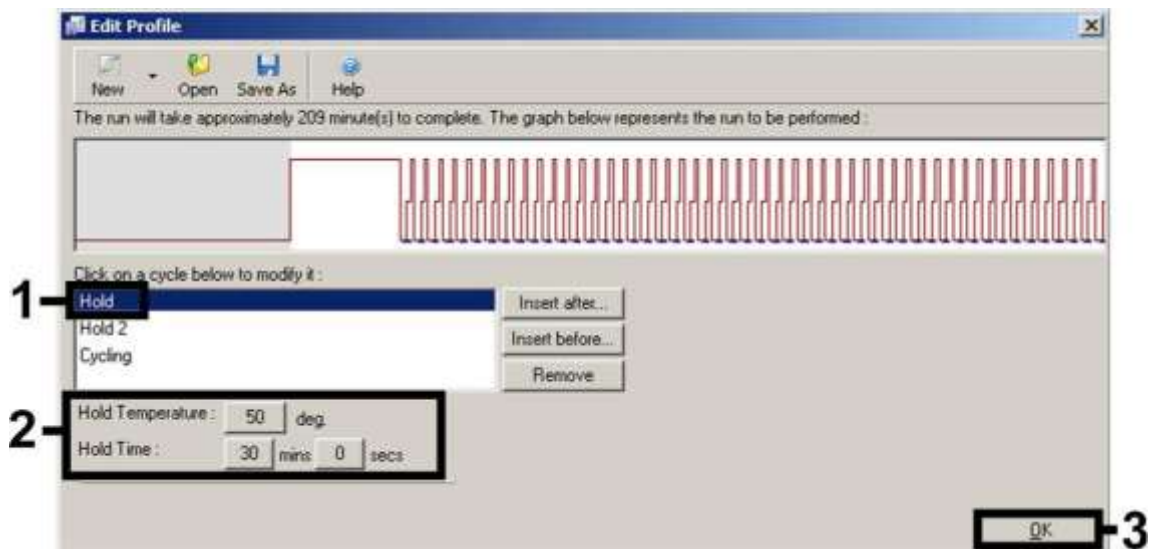 Edit Profile
New Open Save As Help
The run will take approximately 209 minute(s) to complete. The graph below represents the run to be performed :
Click on a cycle below to modify it :
1 Hold Insert after...
Hold 2 Insert before...
Cycling Remove
2 Hold Temperature : 50 deg.
Hold Time : 30 mins 0 secs
OK 3